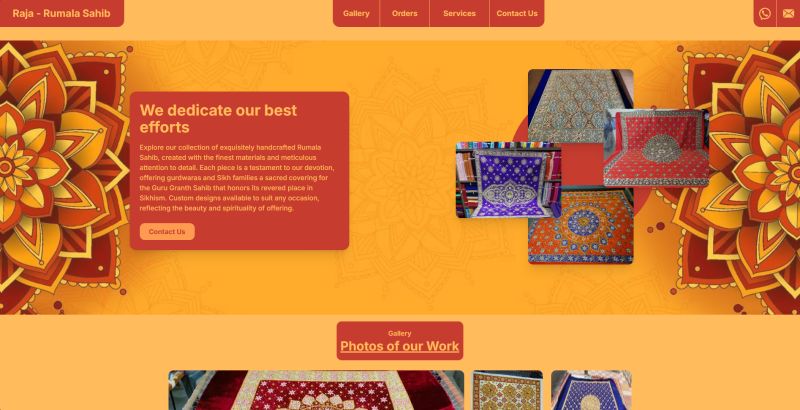 Raja - Rumala Sahib
Gallery
Orders
Services
Contact Us
We dedicate our best
efforts
Explore our collection of exquisitely handcrafted Rumala
Sahib, created with the finest materials and meticulous
attention to detail. Each piece is a testament to our devotion,
offering gurdwaras and Sikh families a sacred covering for
the Guru Granth Sahib that honors its revered place in
Sikhism. Custom designs available to suit any occasion,
reflecting the beauty and spirituality of offering.
Contact Us
Gallery
Photos of our Work